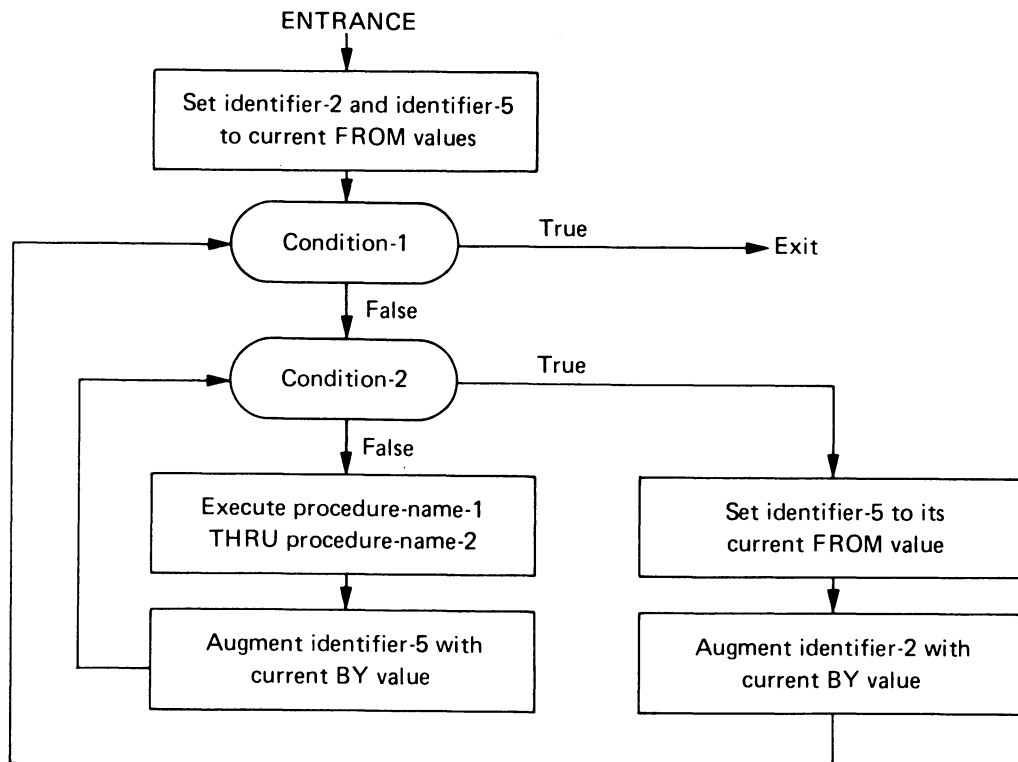 ENTRANCE
Set identifier-2 and identifier-5
to current FROM values
Condition-1
True
Exit
False
Condition-2
True
False
Execute procedure-name-1
THRU procedure-name-2
Set identifier-5 to its
current FROM value
Augment identifier-5 with
current BY value
Augment identifier-2 with
current BY value